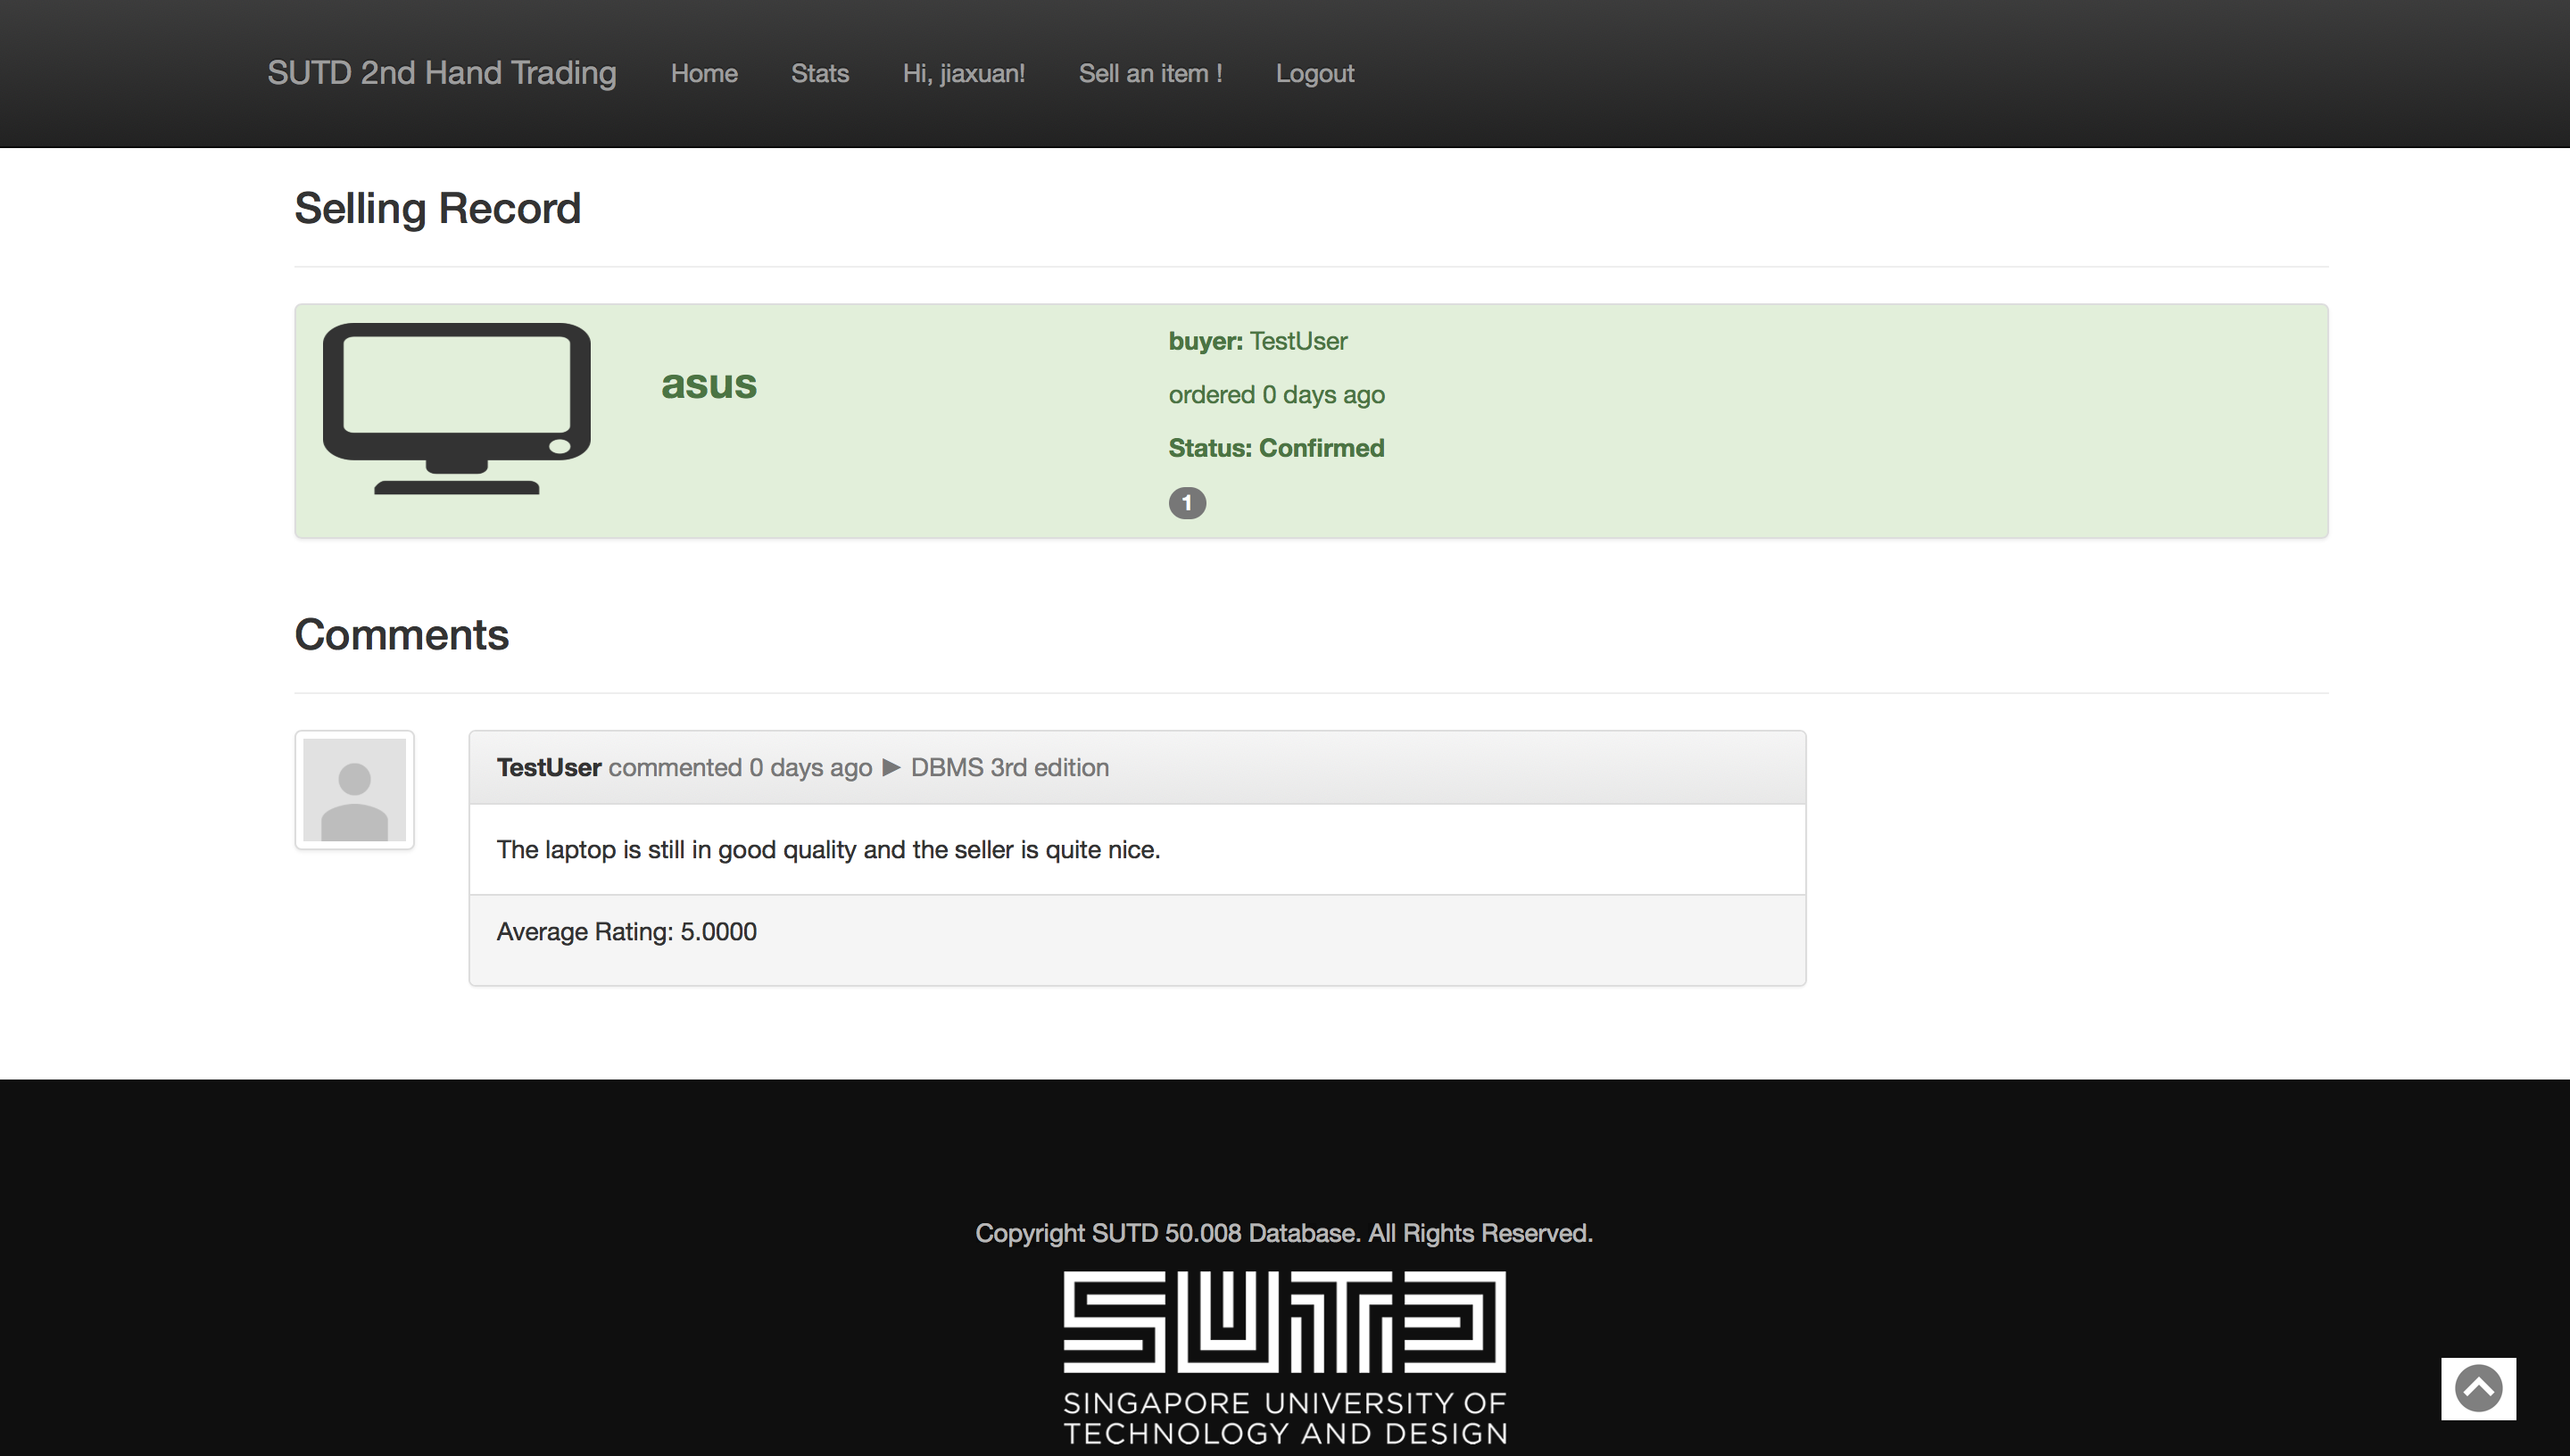 SUTD 2nd Hand Trading Home Stats Hi, jiaxuan! Sell an item ! Logout
Selling Record
asus
buyer: TestUser
ordered 0 days ago
Status: Confirmed
1
Comments
TestUser commented 0 days ago ► DBMS 3rd edition
The laptop is still in good quality and the seller is quite nice.
Average Rating: 5.0000
Copyright SUTD 50.008 Database. All Rights Reserved.
SUTD
SINGAPORE UNIVERSITY OF
TECHNOLOGY AND DESIGN